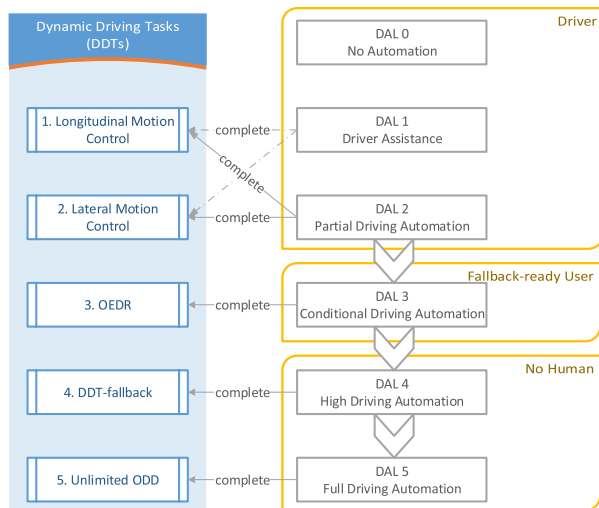 Dynamic Driving Tasks
(DDTs)
Driver
DAL 0
No Automation
1. Longitudinal Motion
Control
complete
DAL 1
Driver Assistance
complete
2. Lateral Motion
Control
complete
DAL 2
Partial Driving Automation
Fallback-ready User
3. OEDR
complete
DAL 3
Conditional Driving Automation
No Human
4. DDT-fallback
complete
DAL 4
High Driving Automation
5. Unlimited ODD
complete
DAL 5
Full Driving Automation